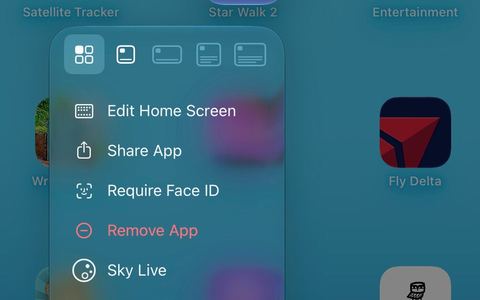 Satellite Tracker
Star Walk 2
Entertainment
Edit Home Screen
Share App
Require Face ID
Remove App
Sky Live
Wr
Fly Delta